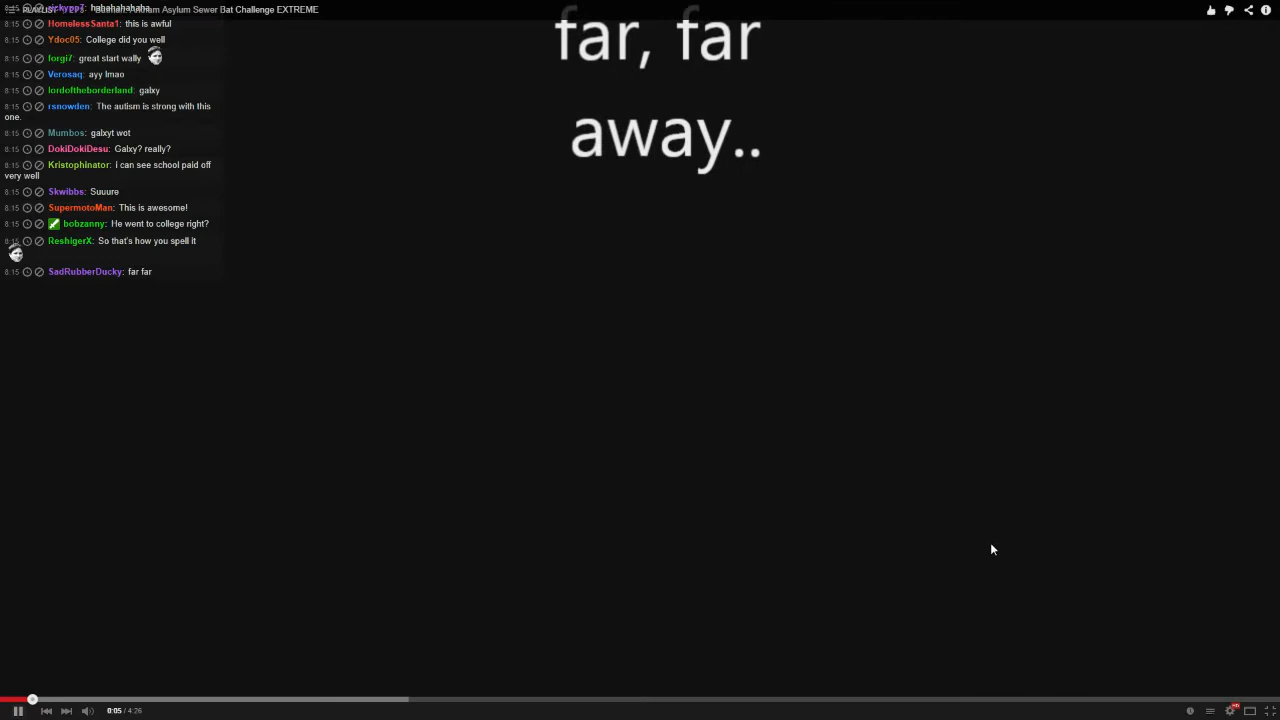 PLAYLIST
Asylum Sewer Bat Challenge EXTREME
hahahahahaha
8:15 HomelessSanta1: this is awful
8:15 Ydoc05: College did you well
8:15 forgi7: great start wally
8:15 Verosaq: ayy lmao
8:15 lordoftheborderland: galxy
8:15 rsnowden: The autism is strong with this
one.
8:15 Mumbos: galxyt wot
8:15 DokiDokiDesu: Galxy? really?
8:15 Kristophinator: i can see school paid off
very well
8:15 Skwibbs: Suuure
8:15 SupermotoMan: This is awesome!
8:15 bobzanny: He went to college right?
8:15 ReshigerX: So that's how you spell it
8:15 SadRubberDucky: far far
far, far
away..
0:05 / 4:26